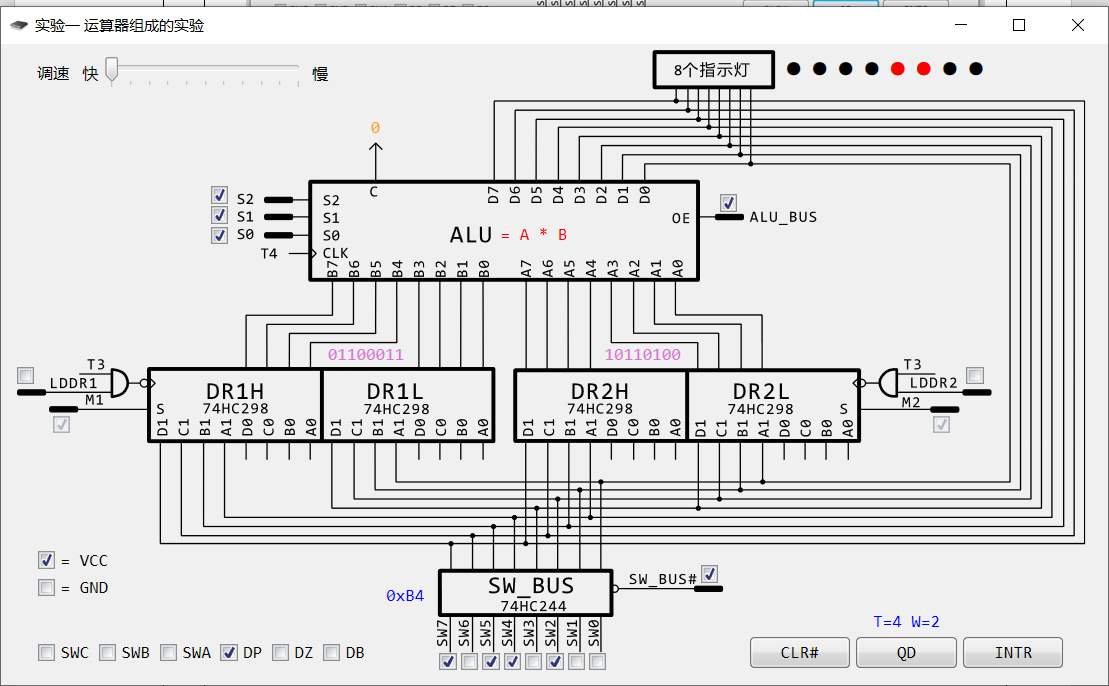 实验一 运算器组成的实验
调速 快 慢
8个指示灯
0
C
D7 D6 D5 D4 D3 D2 D1 D0
S2 S2
S1 S1
S0 S0
T4 CLK
ALU = A * B
OE ALU_BUS
B7 B6 B5 B4 B3 B2 B1 B0 A7 A6 A5 A4 A3 A2 A1 A0
01100011 10110100
T3 T3
LDDR1 LDDR2
M1 M2
DR1H DR1L DR2H DR2L
74HC298 74HC298 74HC298 74HC298
S S
D1 C1 B1 A1 D0 C0 B0 A0 D1 C1 B1 A1 D0 C0 B0 A0 D1 C1 B1 A1 D0 C0 B0 A0 D1 C1 B1 A1 D0 C0 B0 A0
= VCC
= GND
0xB4
SW_BUS
74HC244
SW_BUS#
SW7 SW6 SW5 SW4 SW3 SW2 SW1 SW0
T=4 W=2
SWC SWB SWA DP DZ DB
CLR# QD INTR